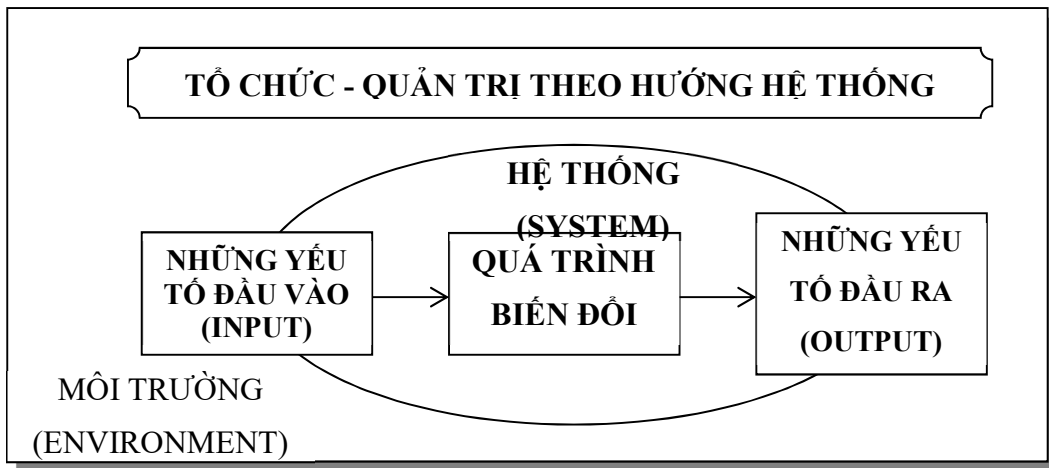 TỔ CHỨC - QUẢN TRỊ THEO HƯỚNG HỆ THỐNG
HỆ THỐNG
(SYSTEM)
NHỮNG YẾU
TỐ ĐẦU VÀO
(INPUT)
QUÁ TRÌNH
BIẾN ĐỔI
NHỮNG YẾU
TỐ ĐẦU RA
(OUTPUT)
MÔI TRƯỜNG
(ENVIRONMENT)